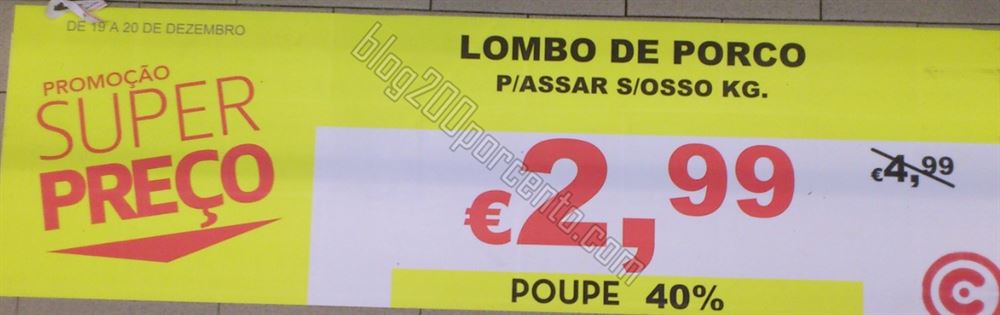 DE 19 A 20 DE DEZEMBRO
PROMOÇÃO
SUPER
PREÇO
LOMBO DE PORCO
P/ASSAR S/OSSO KG.
€2,99
€4,99
POUPE 40%
blog200porcento.com